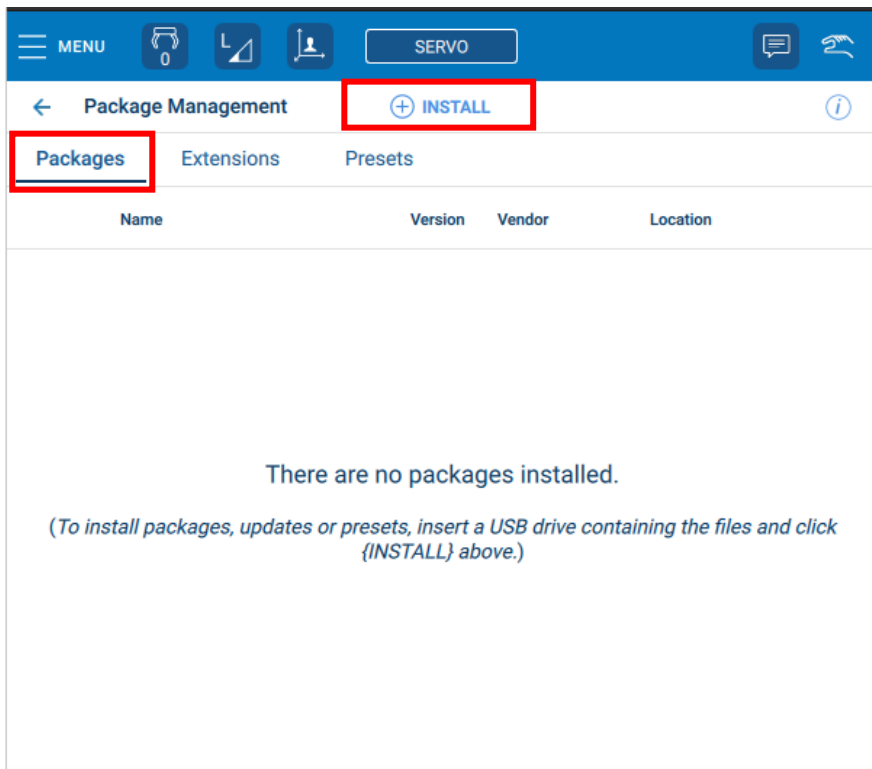 MENU 0 L SERVO
Package Management INSTALL i
Packages Extensions Presets
Name Version Vendor Location
There are no packages installed.
(To install packages, updates or presets, insert a USB drive containing the files and click
{INSTALL} above.)